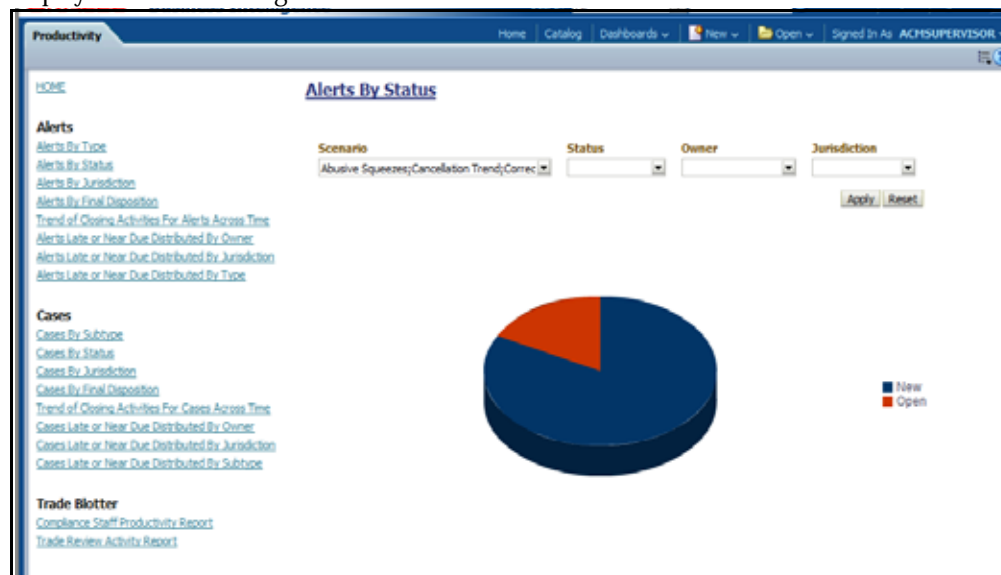 Productivity
Home Catalog Dashboards New Open Signed In As ACMSUPERVISOR
HOME
Alerts By Status
Alerts
Alerts By Type
Alerts By Status
Alerts By Jurisdiction
Alerts By Final Disposition
Trend of Closing Activities For Alerts Across Time
Alerts Late or Near Due Distributed By Owner
Alerts Late or Near Due Distributed By Jurisdiction
Alerts Late or Near Due Distributed By Type
Scenario Status Owner Jurisdiction
Abusive Squeezes;Cancellation Trend;Correc
Apply Reset
New
Open
Cases
Cases By Subtype
Cases By Status
Cases By Jurisdiction
Cases By Final Disposition
Trend of Closing Activities For Cases Across Time
Cases Late or Near Due Distributed By Owner
Cases Late or Near Due Distributed By Jurisdiction
Cases Late or Near Due Distributed By Subtype
Trade Blotter
Compliance Staff Productivity Report
Trade Review Activity Report